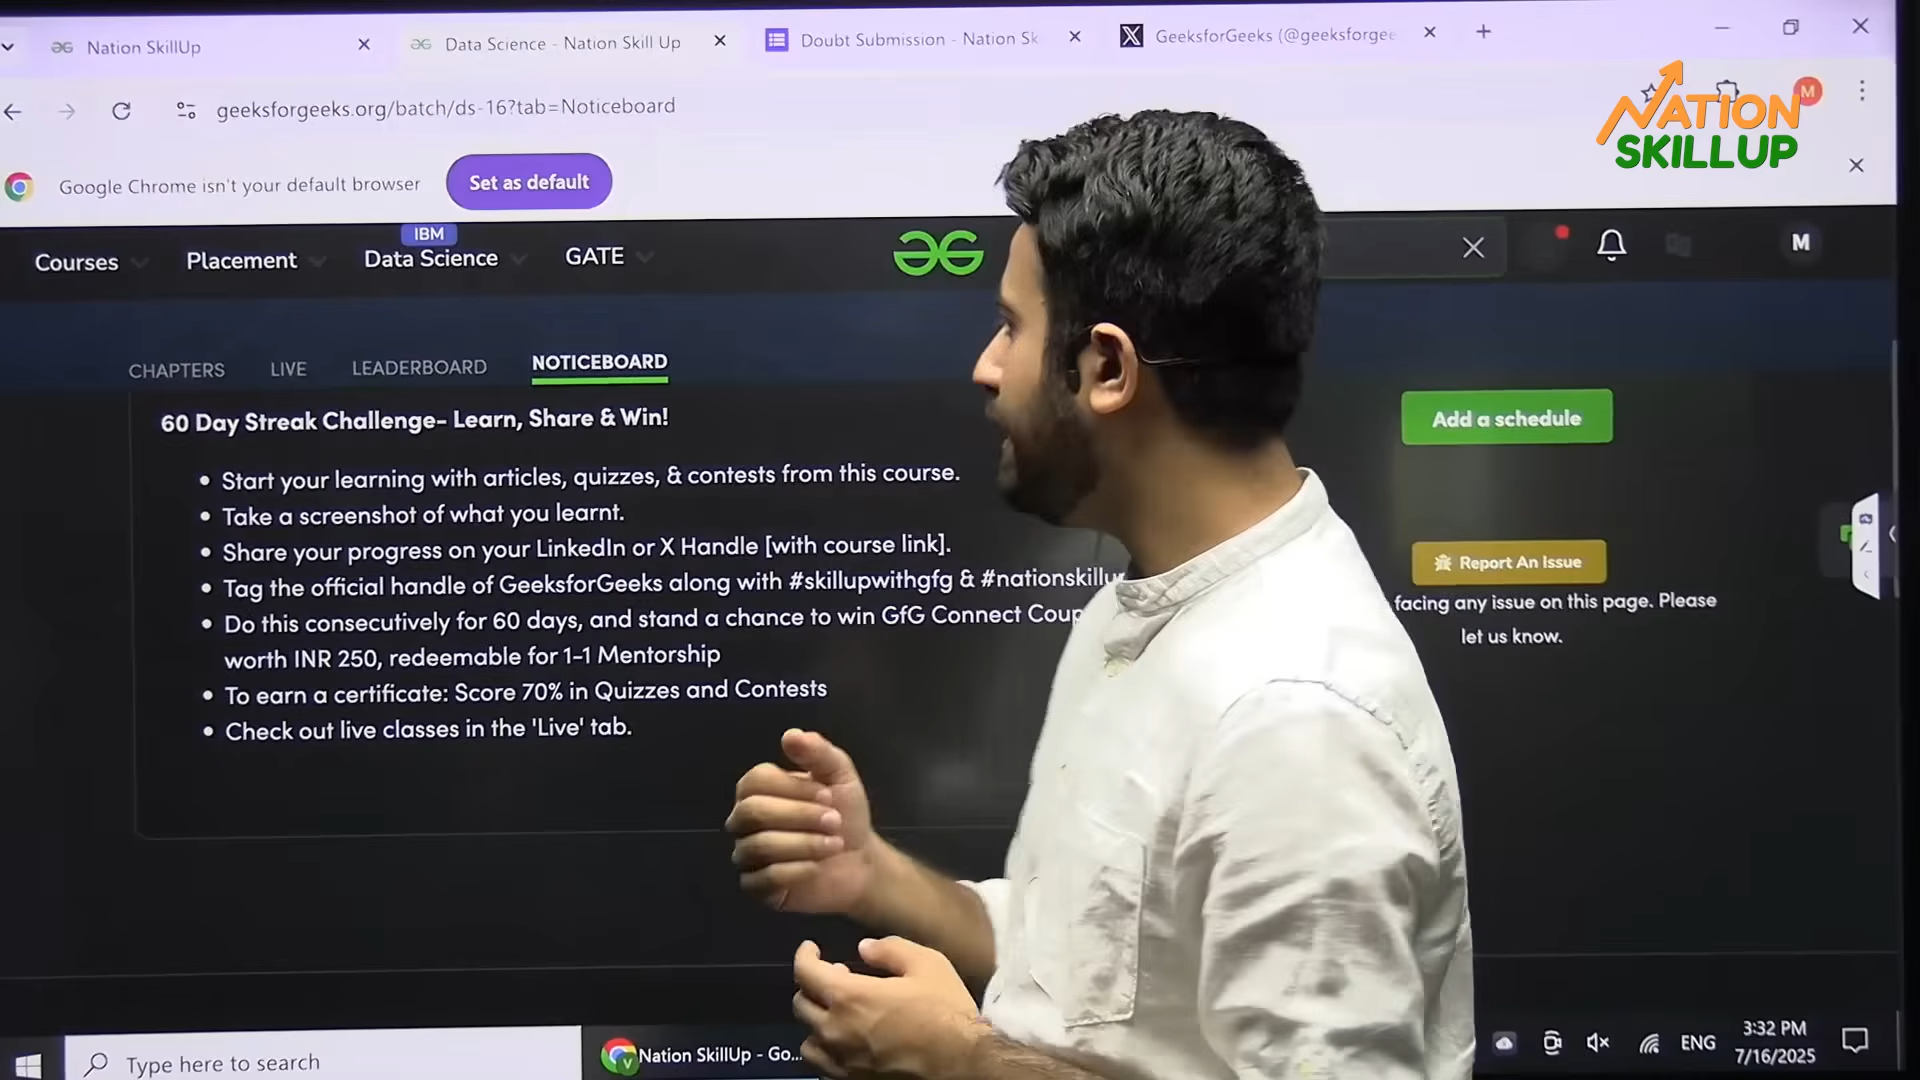 Nation SkillUp
Data Science - Nation Skill Up
Doubt Submission - Nation Sk
GeeksforGeeks (@geeksforgee
geeksforgeeks.org/batch/ds-16?tab=Noticeboard
M
NATION
SKILLUP
Google Chrome isn't your default browser
Set as default
Courses
Placement
IBM
Data Science
GATE
M
CHAPTERS
LIVE
LEADERBOARD
NOTICEBOARD
60 Day Streak Challenge- Learn, Share & Win!
Add a schedule
• Start your learning with articles, quizzes, & contests from this course.
• Take a screenshot of what you learnt.
• Share your progress on your LinkedIn or X Handle [with course link].
• Tag the official handle of GeeksforGeeks along with #skillupwithgfg & #nationskillu
• Do this consecutively for 60 days, and stand a chance to win GfG Connect Coup
worth INR 250, redeemable for 1-1 Mentorship
• To earn a certificate: Score 70% in Quizzes and Contests
• Check out live classes in the 'Live' tab.
Report An Issue
facing any issue on this page. Please
let us know.
Type here to search
Nation SkillUp - Go...
ENG
3:32 PM
7/16/2025